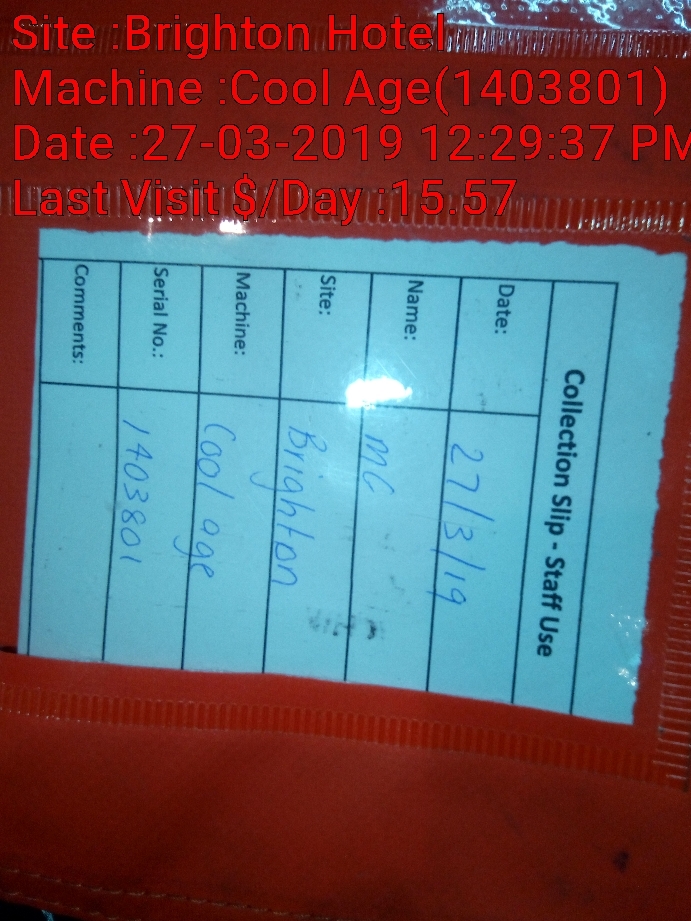 Site :Brighton Hotel
Machine :Cool Age(1403801)
Date :27-03-2019 12:29:37 PM
Last Visit $/Day :15.57
Collection Slip - Staff Use
Date: 27/3/19
Name: MC
Site: Brighton
Machine: Cool age
Serial No.: 1403801
Comments: